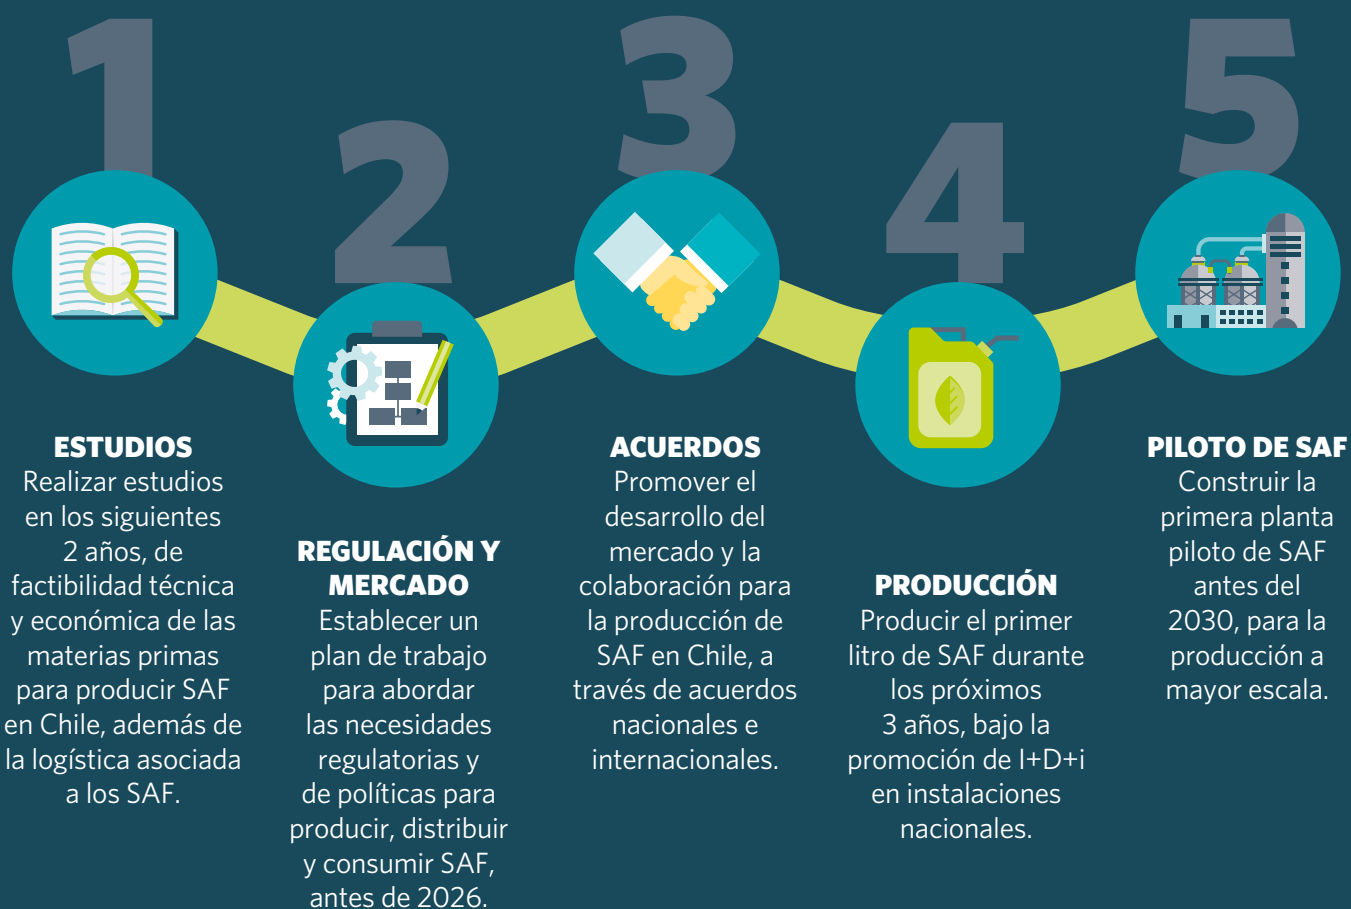 1
ESTUDIOS
Realizar estudios
en los siguientes
2 años, de
factibilidad técnica
y económica de las
materias primas
para producir SAF
en Chile, además de
la logística asociada
a los SAF.
2
REGULACIÓN Y
MERCADO
Establecer un
plan de trabajo
para abordar
las necesidades
regulatorias y
de políticas para
producir, distribuir
y consumir SAF,
antes de 2026.
3
ACUERDOS
Promover el
desarrollo del
mercado y la
colaboración para
la producción de
SAF en Chile, a
través de acuerdos
nacionales e
internacionales.
4
PRODUCCIÓN
Producir el primer
litro de SAF durante
los próximos
3 años, bajo la
promoción de I+D+i
en instalaciones
nacionales.
5
PILOTO DE SAF
Construir la
primera planta
piloto de SAF
antes del
2030, para la
producción a
mayor escala.